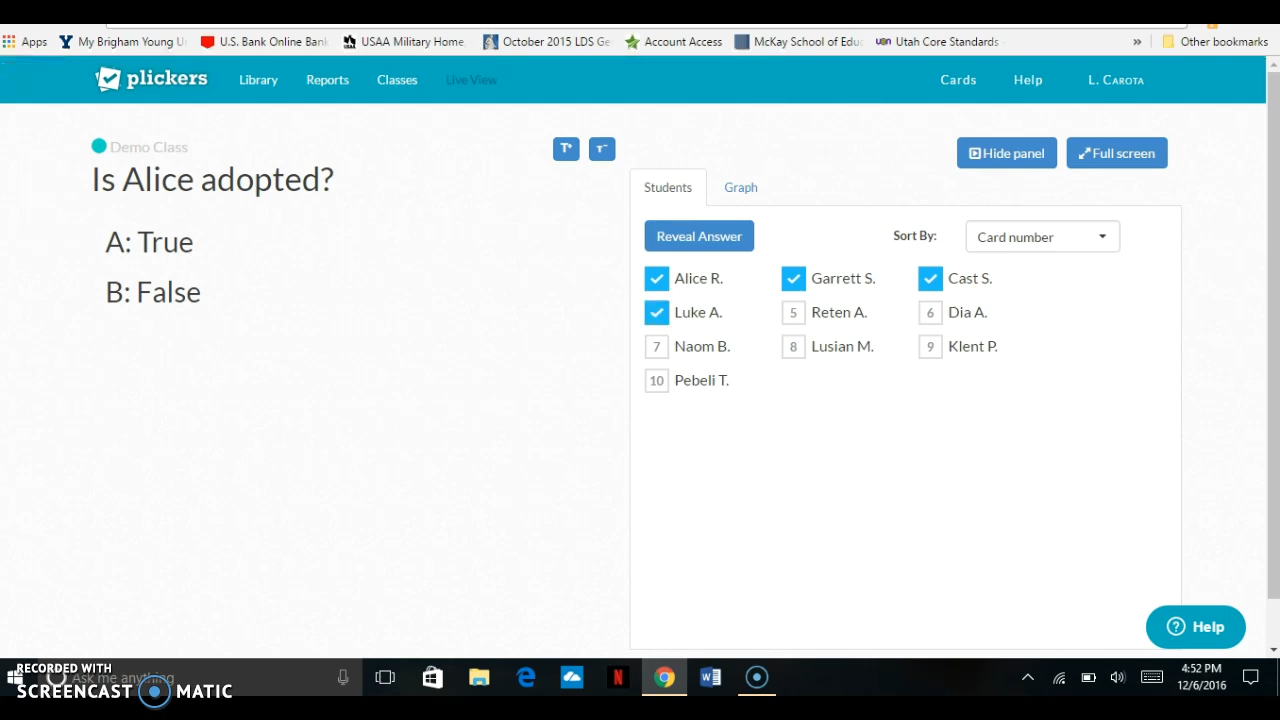 Apps My Brigham Young U U.S. Bank Online Bank USAA Military Home, October 2015 LDS Ge Account Access McKay School of Edu Utah Core Standards » Other bookmarks
plickers Library Reports Classes Live View Cards Help L. CAROTA
Demo Class T+ T− Hide panel Full screen
Is Alice adopted?
A: True
B: False
Students Graph
Reveal Answer Sort By: Card number
Alice R. Garrett S. Cast S.
Luke A. 5 Reten A. 6 Dia A.
7 Naom B. 8 Lusian M. 9 Klent P.
10 Pebeli T.
? Help
RECORDED WITH
SCREENCAST MATIC
Ask me anything
4:52 PM
12/6/2016